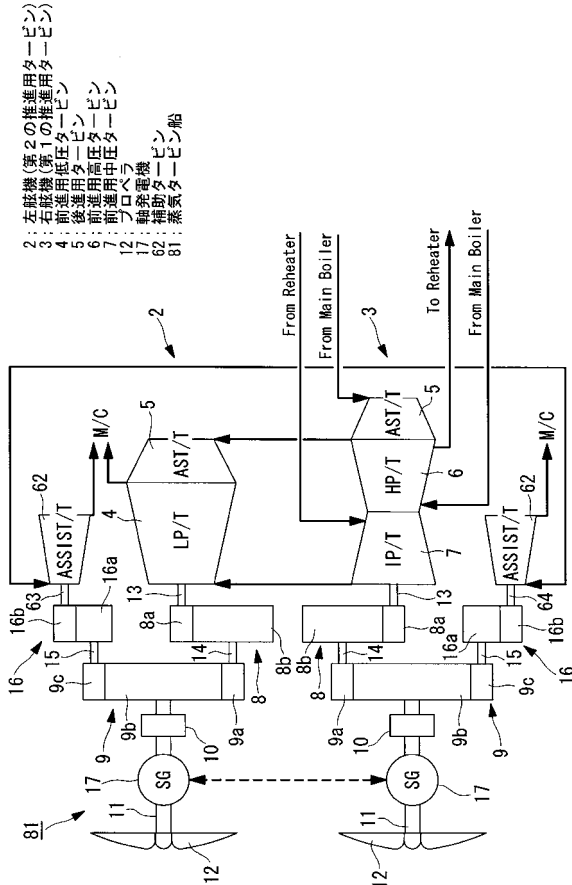 2 ; 左舷機(第2の推進用タービン)
3 ; 右舷機(第1の推進用タービン)
4 ; 前進用低圧タービン
5 ; 後進用タービン
6 ; 前進用高圧タービン
7 ; 前進用中圧タービン
12 ; プロペラ
17 ; 軸発電機
62 ; 補助タービン
81 ; 蒸気タービン船
81
2
62
ASSIST/T
M/C
63
16b
16a
16
15
5
AST/T
4
LP/T
13
8a
8b
8
14
9c
9b
9a
9
10
17
SG
11
12
From Reheater
From Main Boiler
To Reheater
From Main Boiler
3
5
AST/T
HP/T
6
IP/T
7
13
8b
8a
8
14
62
ASSIST/T
M/C
64
16a
16b
16
15
9a
9b
9c
9
10
SG
17
11
12